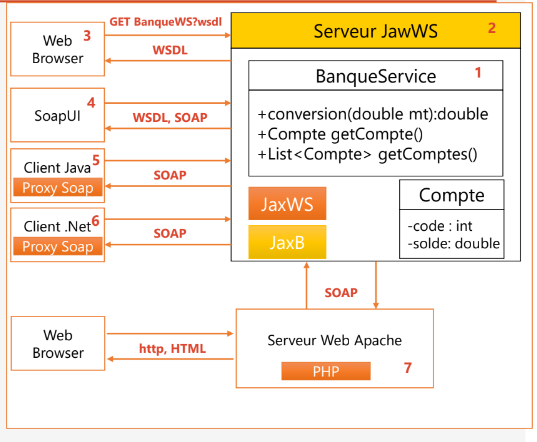 GET BanqueWS?wsdl
Web Browser 3
WSDL
Serveur JawWS 2
BanqueService 1
+conversion(double mt):double
+Compte getCompte()
+List<Compte> getComptes()
SoapUI 4
WSDL, SOAP
Client Java 5
Proxy Soap
SOAP
Client .Net 6
Proxy Soap
SOAP
JaxWS
JaxB
Compte
-code : int
-solde: double
SOAP
Web
Browser
http, HTML
Serveur Web Apache
PHP
7